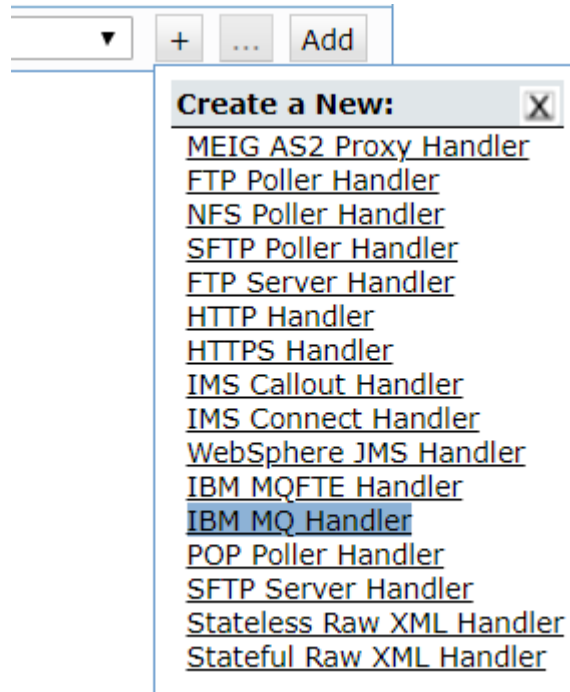 + ... Add
Create a New: X
MEIG AS2 Proxy Handler
FTP Poller Handler
NFS Poller Handler
SFTP Poller Handler
FTP Server Handler
HTTP Handler
HTTPS Handler
IMS Callout Handler
IMS Connect Handler
WebSphere JMS Handler
IBM MQFTE Handler
IBM MQ Handler
POP Poller Handler
SFTP Server Handler
Stateless Raw XML Handler
Stateful Raw XML Handler